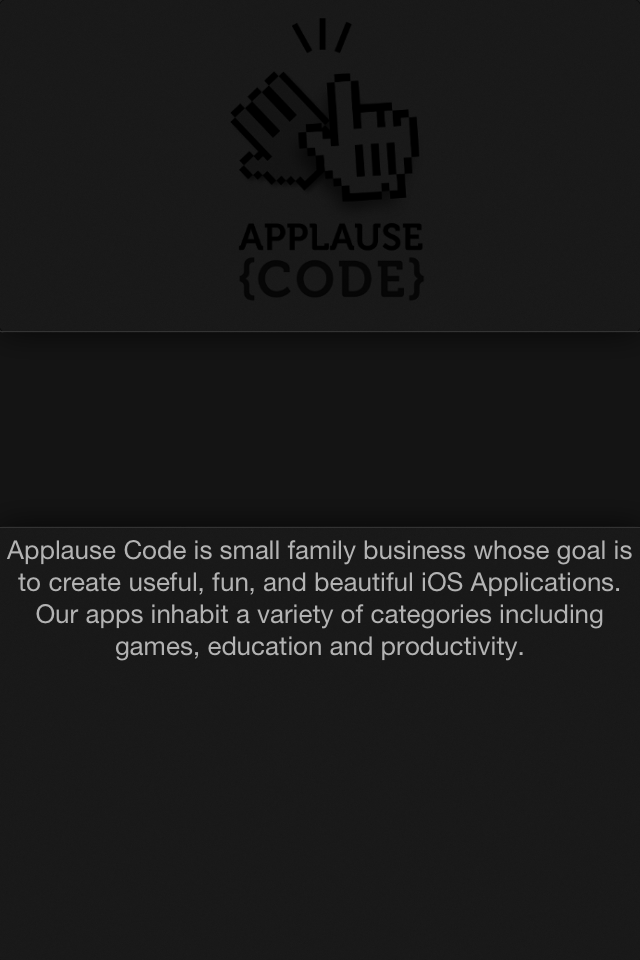 APPLAUSE
{CODE}
Applause Code is small family business whose goal is
to create useful, fun, and beautiful iOS Applications.
Our apps inhabit a variety of categories including
games, education and productivity.